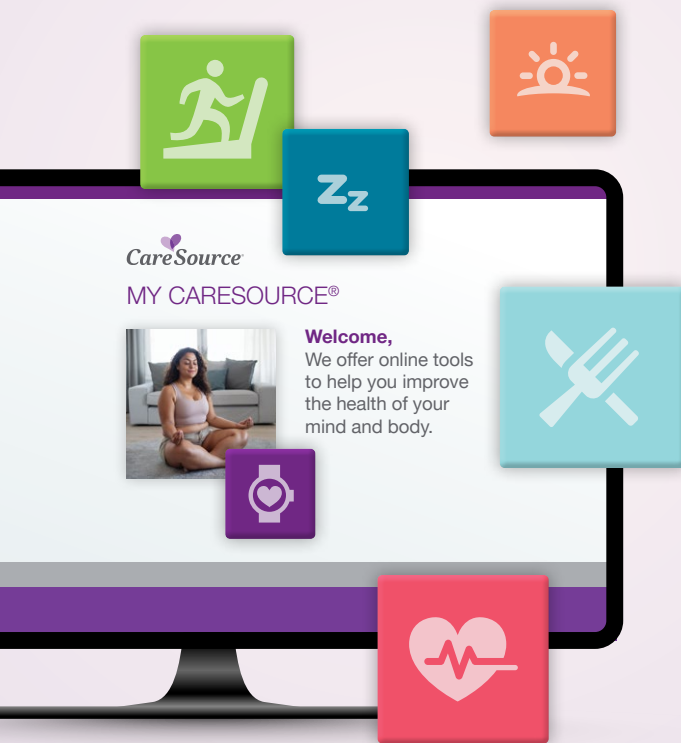 Zz
CareSource
MY CARESOURCE®
Welcome,
We offer online tools
to help you improve
the health of your
mind and body.